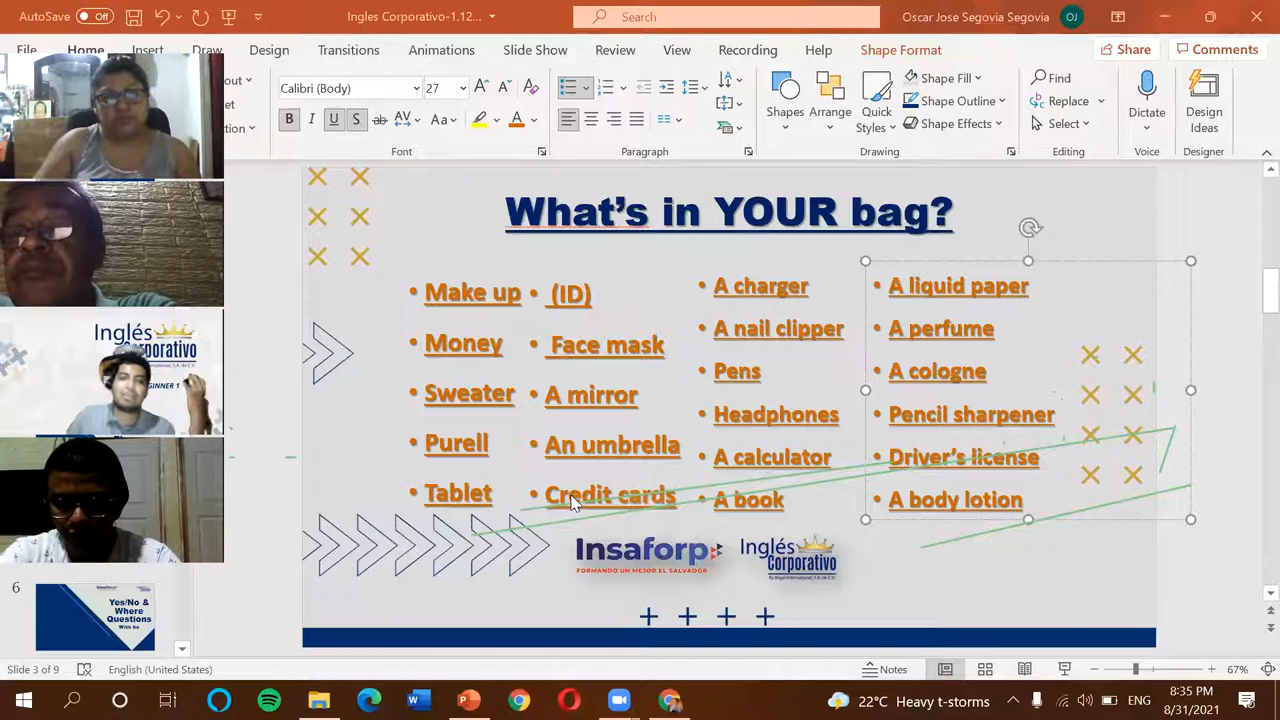 AutoSave Off
Ingles Corporativo-1.12...
Search
Oscar Jose Segovia Segovia
OJ
File Home Insert Draw Design Transitions Animations Slide Show Review View Recording Help Shape Format
Share
Comments
Calibri (Body) 27
B I U S ab AV Aa A
Font
Paragraph
Shapes
Arrange
Quick Styles
Shape Fill
Shape Outline
Shape Effects
Drawing
Find
Replace
Select
Editing
Dictate
Voice
Design Ideas
Designer
What's in YOUR bag?
• Make up
• Money
• Sweater
• Purell
• Tablet
• (ID)
• Face mask
• A mirror
• An umbrella
• Credit cards
• A charger
• A nail clipper
• Pens
• Headphones
• A calculator
• A book
• A liquid paper
• A perfume
• A cologne
• Pencil sharpener
• Driver's license
• A body lotion
Insaforp
FORMANDO UN MEJOR EL SALVADOR
Inglés
Corporativo
Inglés
Corporativo
6
Yes/No &
Where
Questions
With be
Slide 3 of 9
English (United States)
Notes
67%
22°C Heavy t-storms
ENG
8:35 PM
8/31/2021